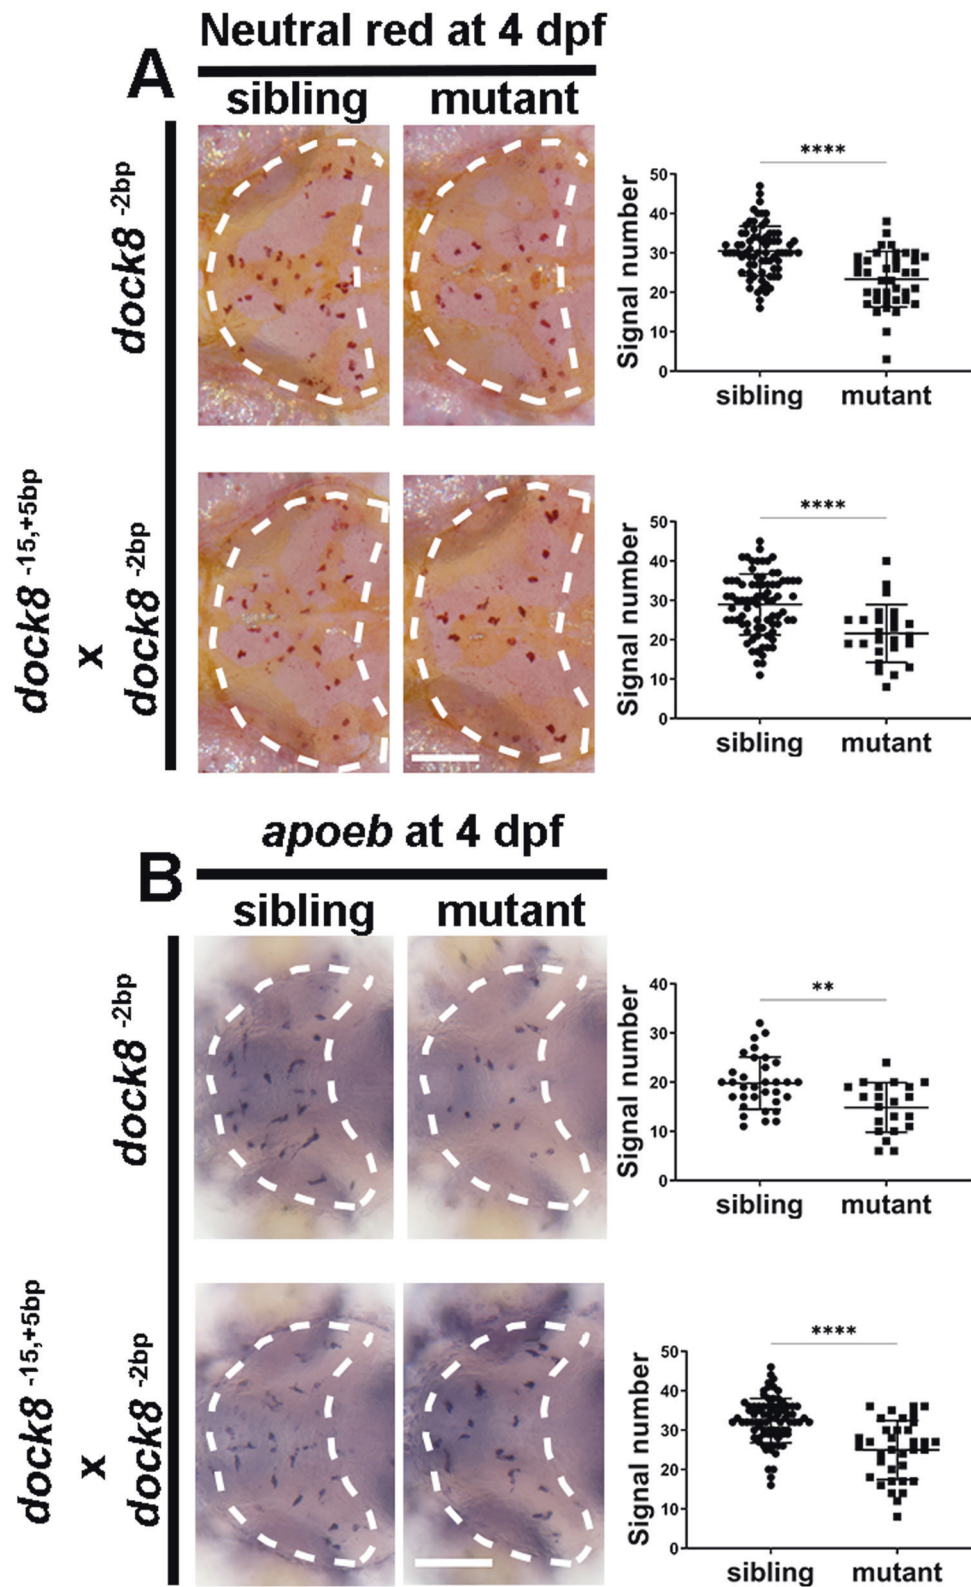 A
Neutral red at 4 dpf
sibling mutant
dock8 -2bp
Signal number
50
40
30
20
10
0
****
sibling mutant
dock8 -15,+5bp
x
dock8 -2bp
Signal number
50
40
30
20
10
0
****
sibling mutant
B
apoeb at 4 dpf
sibling mutant
dock8 -2bp
Signal number
40
30
20
10
0
**
sibling mutant
dock8 -15,+5bp
x
dock8 -2bp
Signal number
50
40
30
20
10
0
****
sibling mutant